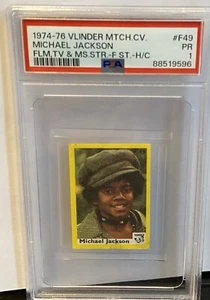 1974-76 VLINDER MTCH.CV. #F49
MICHAEL JACKSON PR
FLM,TV & MS.STR.-F ST.-H/C 1
PSA 88519596
Michael Jackson